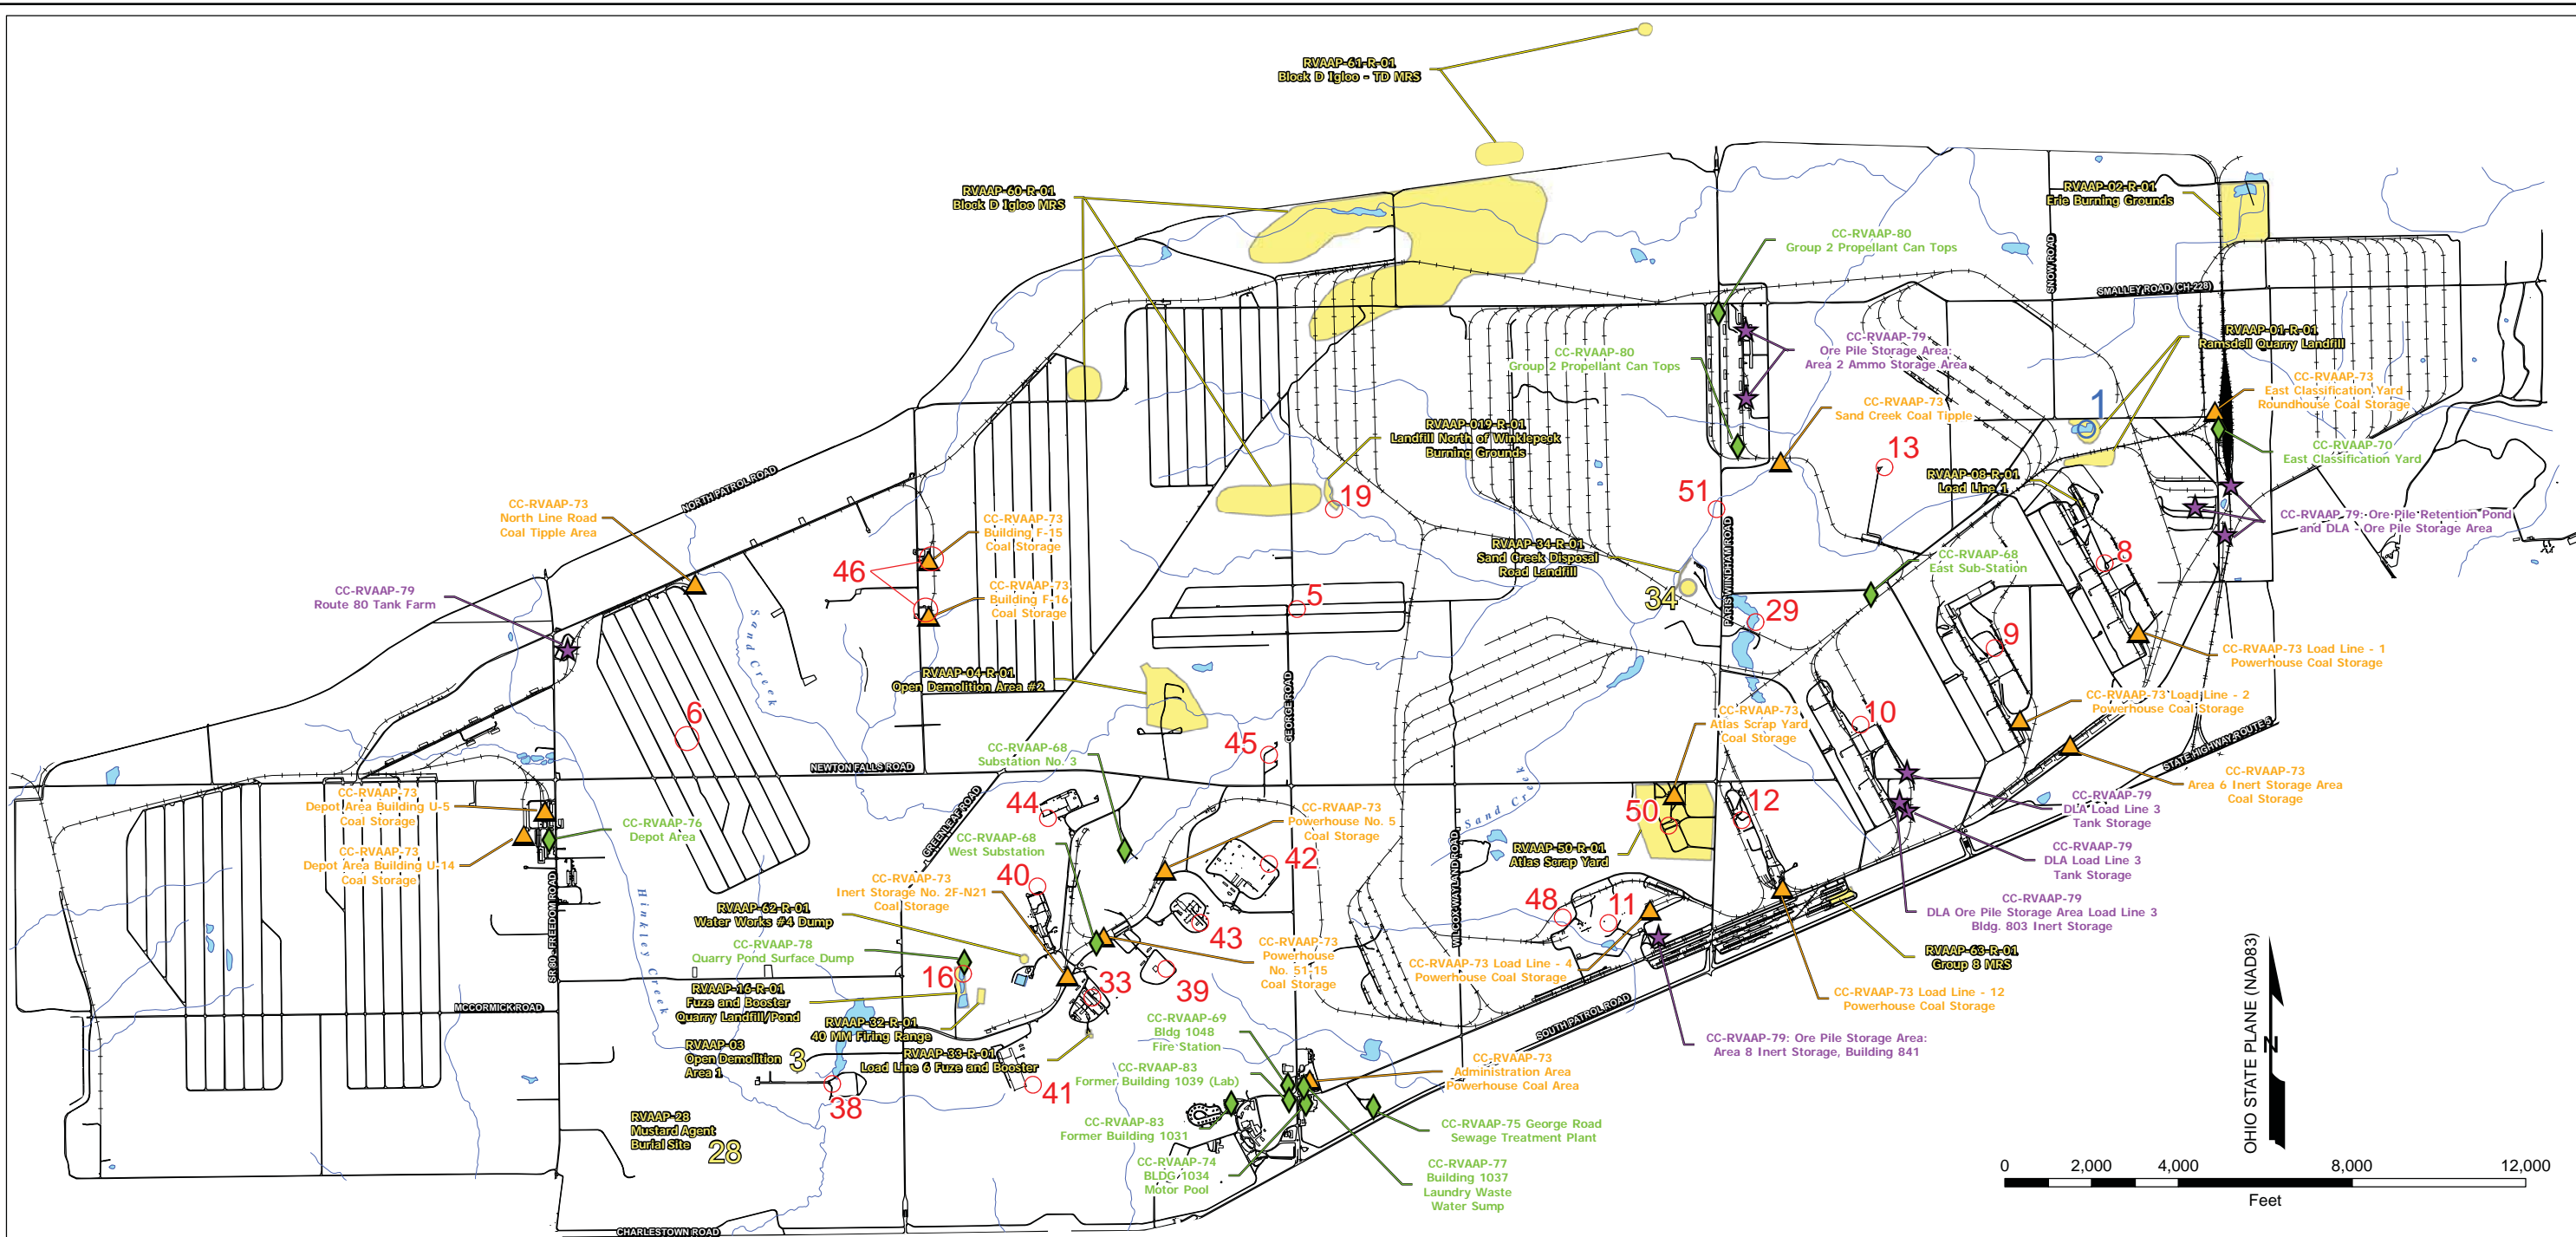 RVAAP-61-R-01
Block D Igloo - TD MRS
RVAAP-60-R-01
Block D Igloo MRS
RVAAP-02-R-01
Erie Burning Grounds
CC-RVAAP-80
Group 2 Propellant Can Tops
SNOW ROAD
SMALLEY ROAD (CH 228)
RVAAP-01-R-01
Ramsdell Quarry Landfill
CC-RVAAP-79
Ore Pile Storage Area:
Area 2 Ammo Storage Area
CC-RVAAP-80
Group 2 Propellant Can Tops
CC-RVAAP-73
East Classification Yard
Roundhouse Coal Storage
1
CC-RVAAP-73
Sand Creek Coal Tipple
RVAAP-019-R-01
Landfill North of Winklepeck
Burning Grounds
CC-RVAAP-70
East Classification Yard
13
RVAAP-08-R-01
Load Line 1
NORTH PATROL ROAD
51
19
CC-RVAAP-73
North Line Road
Coal Tipple Area
CC-RVAAP-73
Building F-15
Coal Storage
CC-RVAAP-79: Ore Pile Retention Pond
and DLA - Ore Pile Storage Area
RVAAP-34-R-01
Sand Creek Disposal
Road Landfill
PARIS WINDHAM ROAD
CC-RVAAP-68
East Sub-Station
8
46
CC-RVAAP-73
Building F-16
Coal Storage
CC-RVAAP-79
Route 80 Tank Farm
5
34
29
Sand Creek
9
CC-RVAAP-73 Load Line - 1
Powerhouse Coal Storage
RVAAP-04-R-01
Open Demolition Area #2
GEORGE ROAD
CC-RVAAP-73 Load Line - 2
Powerhouse Coal Storage
6
10
CC-RVAAP-73
Atlas Scrap Yard
Coal Storage
45
CC-RVAAP-68
Substation No. 3
NEWTON FALLS ROAD
CC-RVAAP-73
Area 6 Inert Storage Area
Coal Storage
CC-RVAAP-73
Depot Area Building U-5
Coal Storage
44
GREENLEAF ROAD
CC-RVAAP-73
Powerhouse No. 5
Coal Storage
50
12
CC-RVAAP-79
DLA Load Line 3
Tank Storage
CC-RVAAP-76
Depot Area
CC-RVAAP-68
West Substation
WILCOX-WAYLAND ROAD
RVAAP-50-R-01
Atlas Scrap Yard
CC-RVAAP-73
Depot Area Building U-14
Coal Storage
CC-RVAAP-79
DLA Load Line 3
Tank Storage
42
40
CC-RVAAP-73
Inert Storage No. 2F-N21
Coal Storage
48
11
CC-RVAAP-79
DLA Ore Pile Storage Area Load Line 3
Bldg. 803 Inert Storage
RVAAP-62-R-01
Water Works #4 Dump
Hinkley Creek
43
CC-RVAAP-78
Quarry Pond Surface Dump
CC-RVAAP-73
Powerhouse
No. 51-15
Coal Storage
RVAAP-63-R-01
Group 8 MRS
CC-RVAAP-73 Load Line - 4
Powerhouse Coal Storage
16
33
39
RVAAP-16-R-01
Fuze and Booster
Quarry Landfill/Pond
CC-RVAAP-73 Load Line - 12
Powerhouse Coal Storage
MCCORMICK ROAD
SOUTH PATROL ROAD
RVAAP-32-R-01
40 MM Firing Range
CC-RVAAP-69
Bldg 1048
Fire Station
CC-RVAAP-79: Ore Pile Storage Area:
Area 8 Inert Storage, Building 841
RVAAP-03
Open Demolition
Area 1
3
RVAAP-33-R-01
Load Line 6 Fuze and Booster
CC-RVAAP-73
Administration Area
Powerhouse Coal Area
CC-RVAAP-83
Former Building 1039 (Lab)
38
41
RVAAP-28
Mustard Agent
Burial Site
28
CC-RVAAP-83
Former Building 1031
CC-RVAAP-75 George Road
Sewage Treatment Plant
CC-RVAAP-74
BLDG 1034
Motor Pool
CC-RVAAP-77
Building 1037
Laundry Waste
Water Sump
CHARLESTOWN ROAD
OHIO STATE PLANE (NAD83)
N
0 2,000 4,000 8,000 12,000
Feet